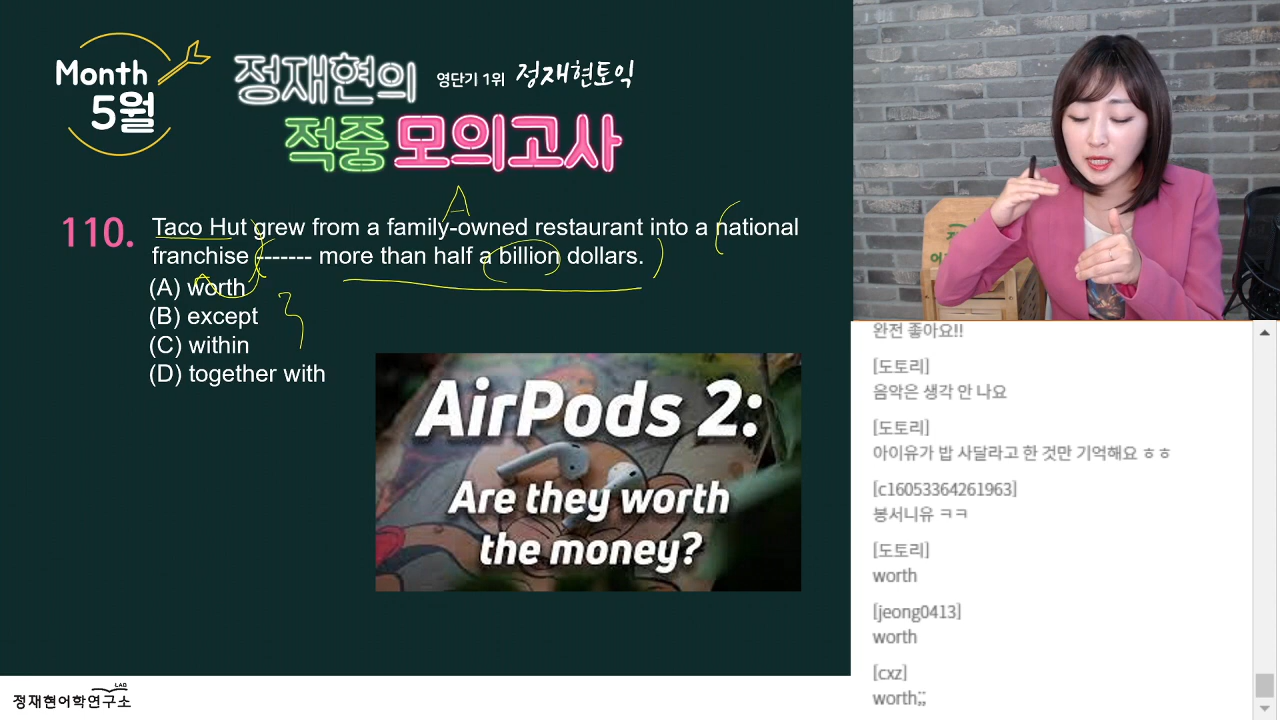 Month
5월
정재현의
영단기 1위 정재현토익
적중 모의고사
A
110.
Taco Hut grew from a family-owned restaurant into a national
franchise ------- more than half a billion dollars.
(A) worth
(B) except
(C) within
(D) together with
AirPods 2:
Are they worth
the money?
LAB
정재현어학연구소
완전 좋아요!!
[도토리]
음악은 생각 안 나요
[도토리]
아이유가 밥 사달라고 한 것만 기억해요 ㅎㅎ
[c16053364261963]
봉서니유 ㅋㅋ
[도토리]
worth
[jeong0413]
worth
[cxz]
worth;;